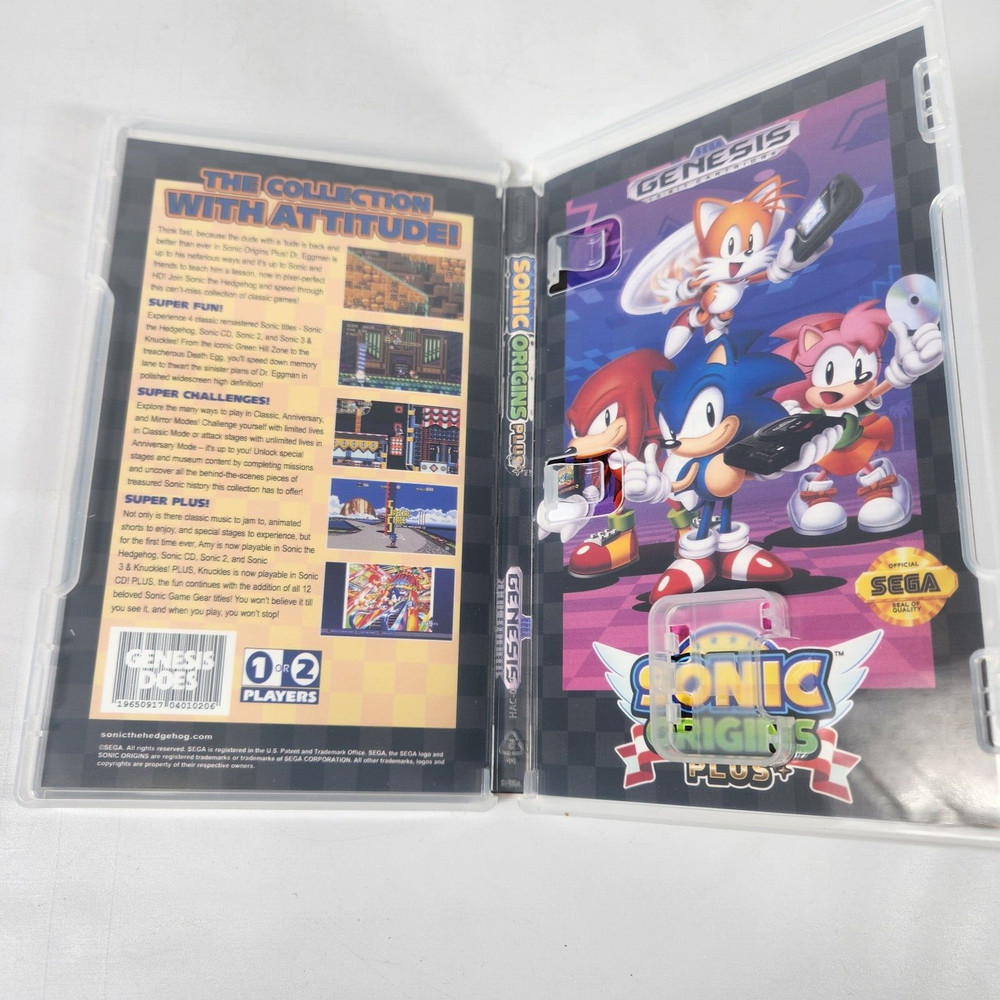 THE COLLECTION
WITH ATTITUDE!
Think fast, because the dude with a 'tude is back and
better than ever in Sonic Origins Plus! Dr. Eggman is
up to his nefarious ways and it's up to Sonic and
friends to teach him a lesson, now in pixel-perfect
HD! Join Sonic the Hedgehog and speed through
this can't-miss collection of classic games!
SUPER FUN!
Experience 4 classic remastered Sonic titles - Sonic
the Hedgehog, Sonic CD, Sonic 2, and Sonic 3 &
Knuckles! From the iconic Green Hill Zone to the
treacherous Death Egg, you'll speed down memory
lane to thwart the sinister plans of Dr. Eggman in
polished widescreen high definition!
SUPER CHALLENGES!
Explore the many ways to play in Classic, Anniversary,
and Mirror Modes! Challenge yourself with limited lives
in Classic Mode or attack stages with unlimited lives in
Anniversary Mode – it's up to you! Unlock special
stages and museum content by completing missions
and uncover all the behind-the-scenes pieces of
treasured Sonic history this collection has to offer!
SUPER PLUS!
Not only is there classic music to jam to, animated
shorts to enjoy, and special stages to experience, but
for the first time ever, Amy is now playable in Sonic the
Hedgehog, Sonic CD, Sonic 2, and Sonic
3 & Knuckles! PLUS, Knuckles is now playable in Sonic
CD! PLUS, the fun continues with the addition of all 12
beloved Sonic Game Gear titles! You won't believe it till
you see it, and when you play, you won't stop!
GENESIS
DOES
19650917 04010206
1 OR 2
PLAYERS
sonicthehedgehog.com
©SEGA. All rights reserved. SEGA is registered in the U.S. Patent and Trademark Office. SEGA, the SEGA logo and
SONIC ORIGINS are registered trademarks or trademarks of SEGA CORPORATION. All other trademarks, logos and
copyrights are property of their respective owners.
SONIC ORIGINS PLUS+
GENESIS
GENESIS
OFFICIAL
SEGA
SEAL OF
QUALITY
SONIC™
ORIGINS
PLUS+